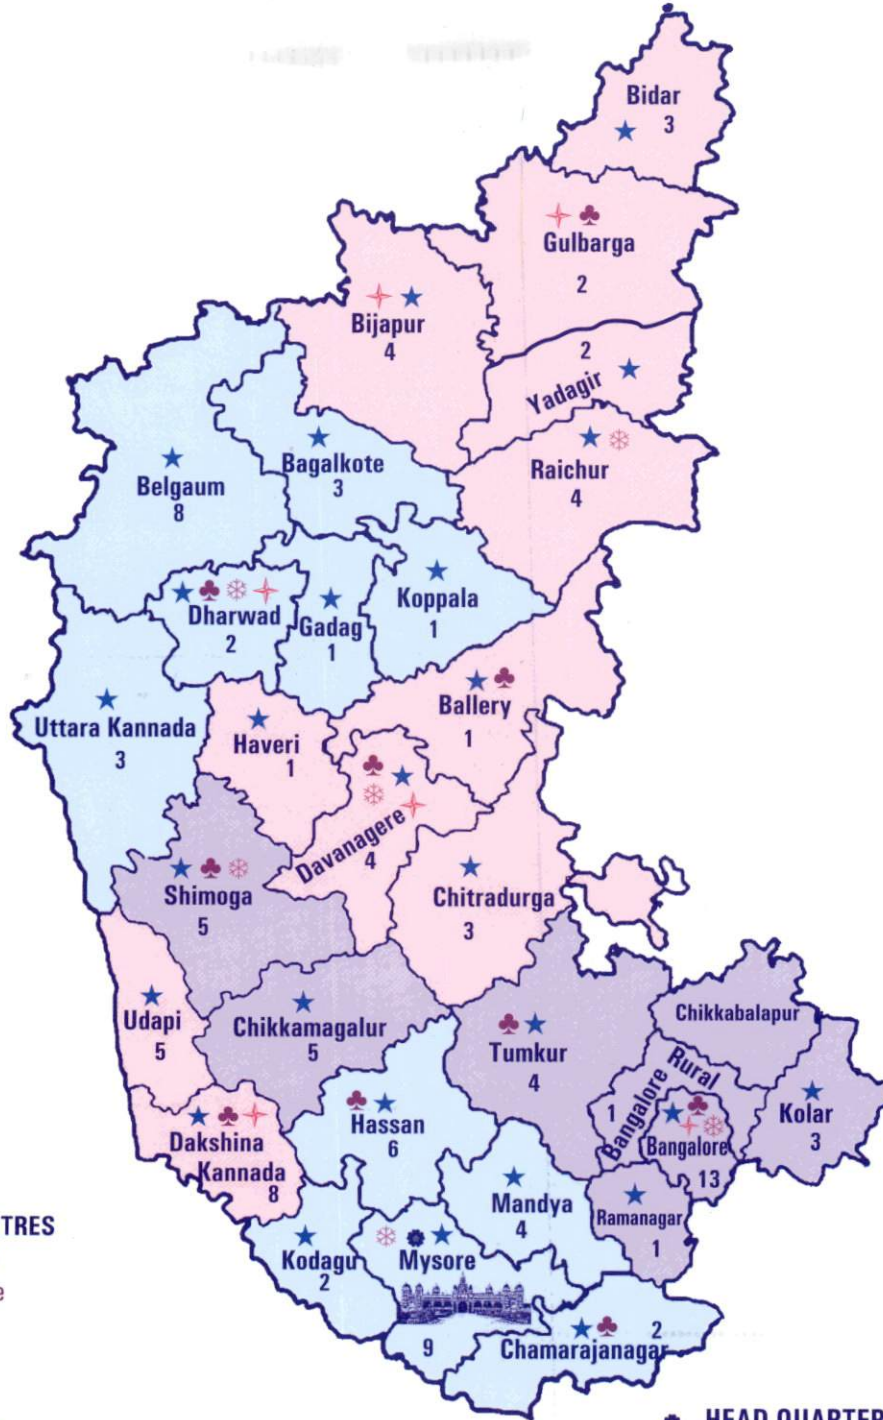 Bidar
3
Gulbarga
2
Bijapur
4
2
Yadagir
Raichur
4
Bagalkote
3
Belgaum
8
Koppala
1
Dharwad
2
Gadag
1
Ballery
1
Uttara Kannada
3
Haveri
1
Davanagere
4
Shimoga
5
Chitradurga
3
Udapi
5
Chikkamagalur
5
Tumkur
4
Chikkabalapur
Bangalore Rural
1
Kolar
3
Bangalore
13
Hassan
6
Dakshina
Kannada
8
Mandya
4
Ramanagar
1
TRES
Kodagu
2
Mysore
9
e
2
Chamarajanagar
HEAD QUARTER